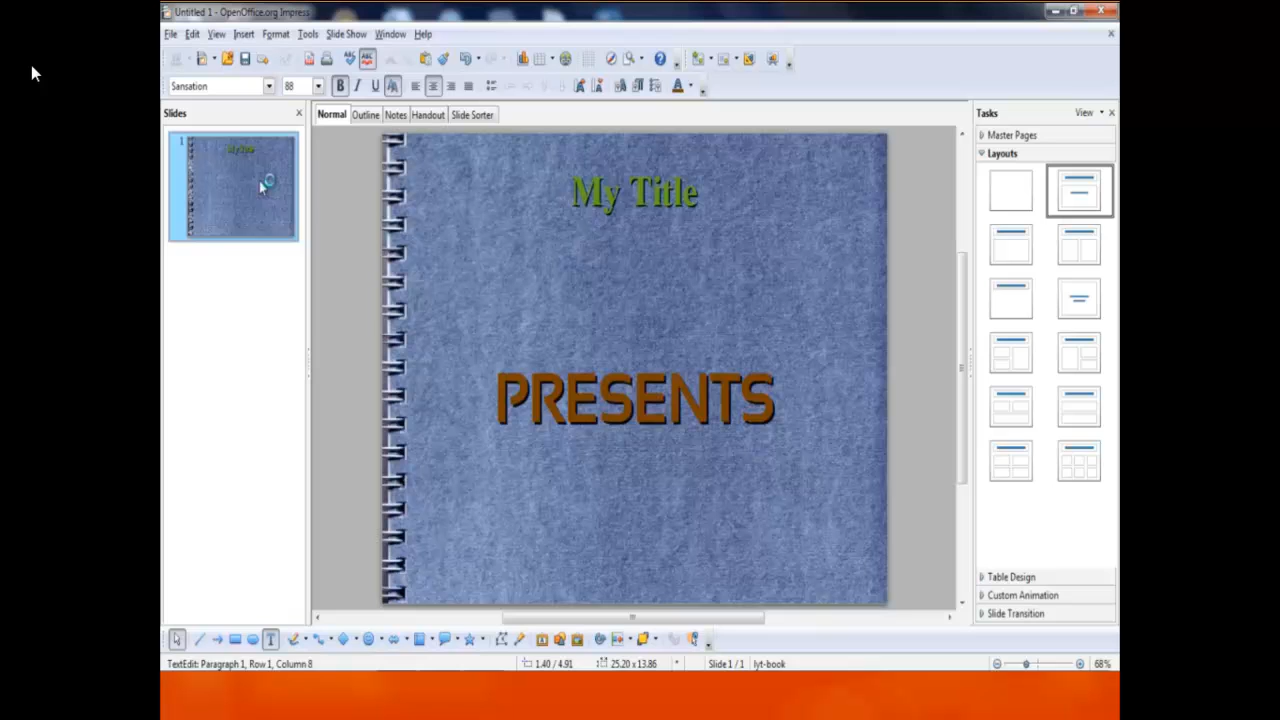 Untitled 1 - OpenOffice.org Impress
File Edit View Insert Format Tools Slide Show Window Help
Sansation 88
Slides
Normal Outline Notes Handout Slide Sorter
Tasks View
Master Pages
Layouts
1
My Title
My Title
PRESENTS
Table Design
Custom Animation
Slide Transition
TextEdit: Paragraph 1, Row 1, Column 8 1.40 / 4.91 25.20 x 13.86 * Slide 1 / 1 lyt-book 68%